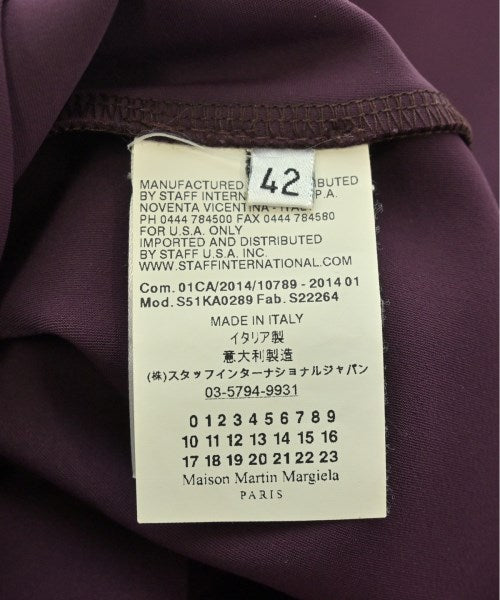 42
MANUFACTURED
BY STAFF INTER P.A.
NOVENTA VICENTINA -
PH 0444 784500 FAX 0444 784580
FOR U.S.A. ONLY
IMPORTED AND DISTRIBUTED
BY STAFF U.S.A. INC.
WWW.STAFFINTERNATIONAL.COM
Com. 01CA/2014/10789 - 2014 01
Mod. S51KA0289 Fab. S22264
MADE IN ITALY
イタリア製
意大利製造
(株)スタッフインターナショナルジャパン
03-5794-9931
0 1 2 3 4 5 6 7 8 9
10 11 12 13 14 15 16
17 18 19 20 21 22 23
Maison Martin Margiela
PARIS